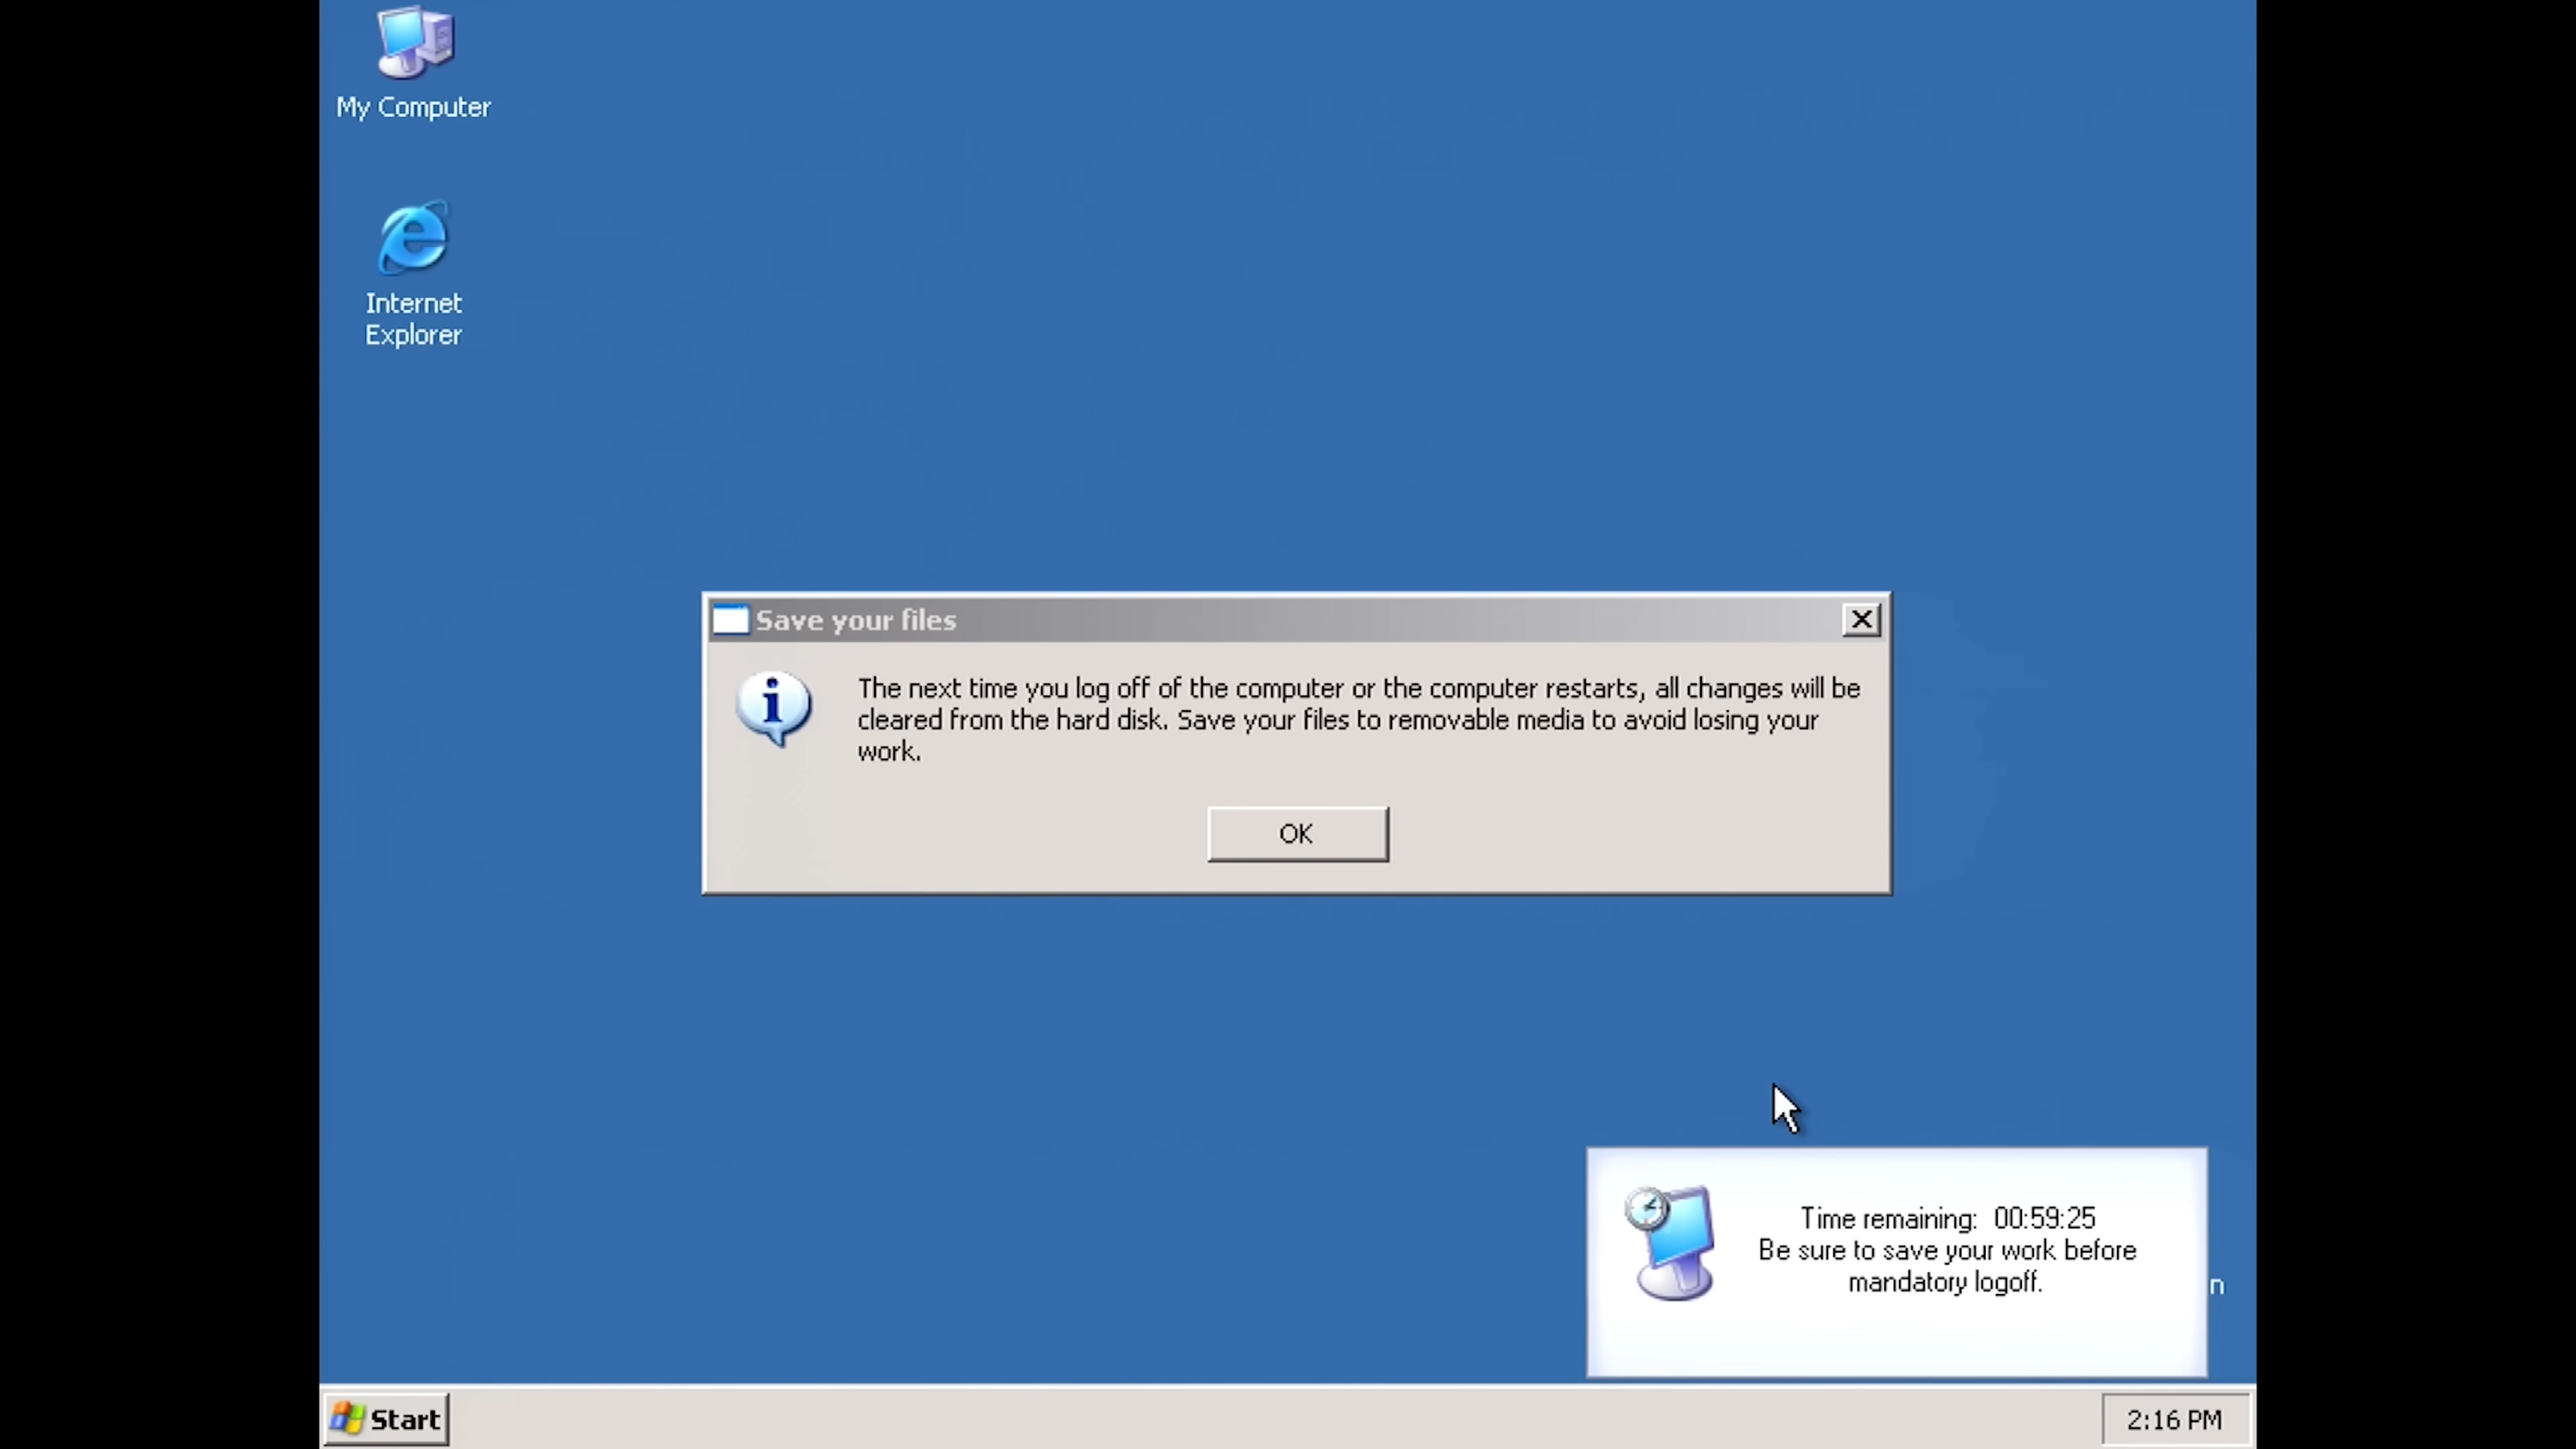 My Computer
Internet
Explorer
Save your files
The next time you log off of the computer or the computer restarts, all changes will be
cleared from the hard disk. Save your files to removable media to avoid losing your
work.
OK
Time remaining: 00:59:25
Be sure to save your work before
mandatory logoff.
n
Start
2:16 PM